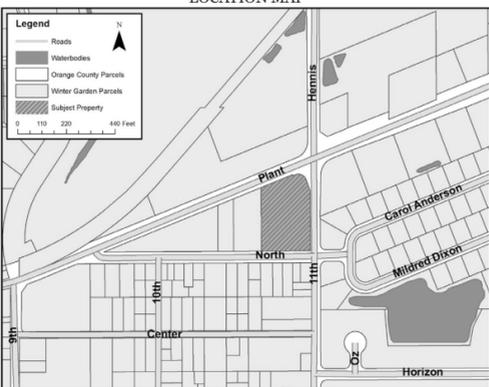 LOCATION MAP
Legend
N
Roads
Waterbodies
Orange County Parcels
Winter Garden Parcels
Subject Property
0 110 220 440 Feet
Hennis
Plant
Carol Anderson
North
Mildred Dixon
11th
10th
9th
Center
Oz
Horizon